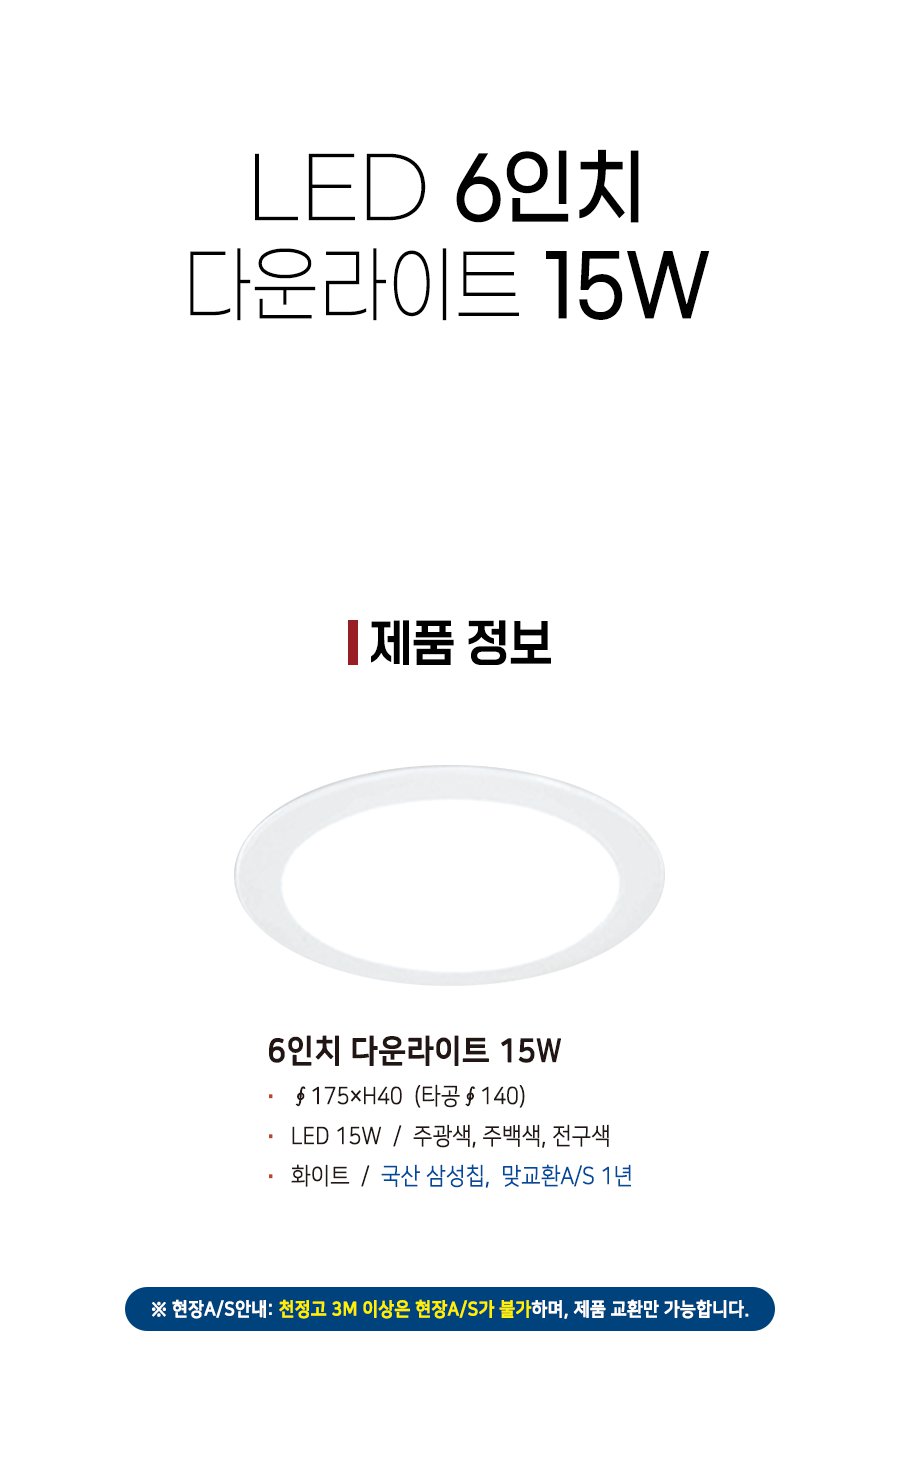 LED 6인치
다운라이트 15W
제품 정보
6인치 다운라이트 15W
· ∮175×H40 (타공∮140)
· LED 15W / 주광색, 주백색, 전구색
· 화이트 / 국산 삼성칩, 맞교환A/S 1년
※ 현장A/S안내: 천정고 3M 이상은 현장A/S가 불가하며, 제품 교환만 가능합니다.